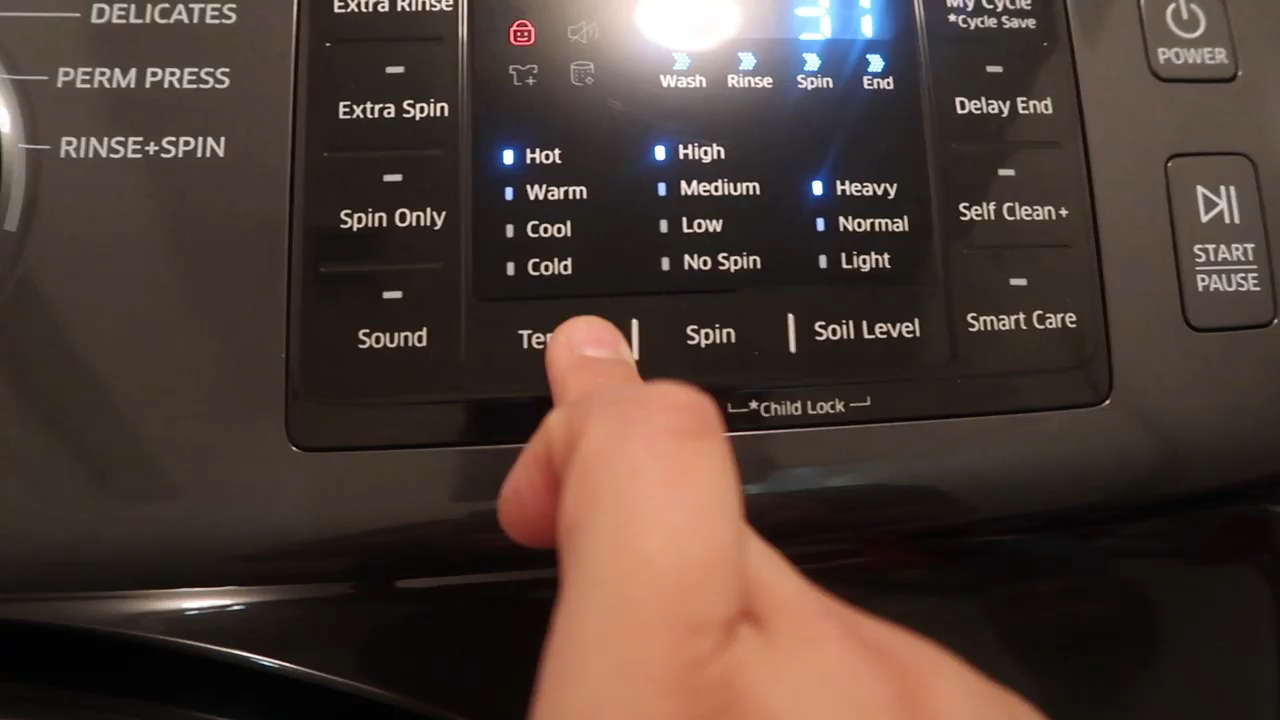 DELICATES
PERM PRESS
RINSE+SPIN
Extra Rinse
Extra Spin
Spin Only
Sound
31
Wash Rinse Spin End
Hot
Warm
Cool
Cold
High
Medium
Low
No Spin
Heavy
Normal
Light
Spin
Soil Level
*Child Lock
My Cycle
*Cycle Save
Delay End
Self Clean+
Smart Care
POWER
START
PAUSE